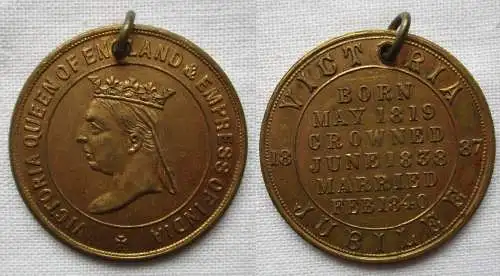 VICTORIA QUEEN OF ENGLAND & EMPRESS OF INDIA
VICTORIA
BORN
MAY 1819
CROWNED
18 JUNE 1838 87
MARRIED
FEB 1840
JUBILEE